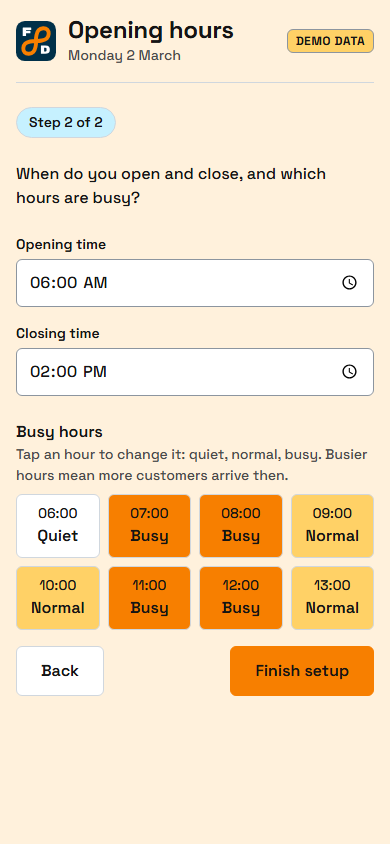 F D
Opening hours
Monday 2 March
DEMO DATA
Step 2 of 2
When do you open and close, and which
hours are busy?
Opening time
06:00 AM
Closing time
02:00 PM
Busy hours
Tap an hour to change it: quiet, normal, busy. Busier
hours mean more customers arrive then.
06:00 07:00 08:00 09:00
Quiet Busy Busy Normal
10:00 11:00 12:00 13:00
Normal Busy Busy Normal
Back Finish setup